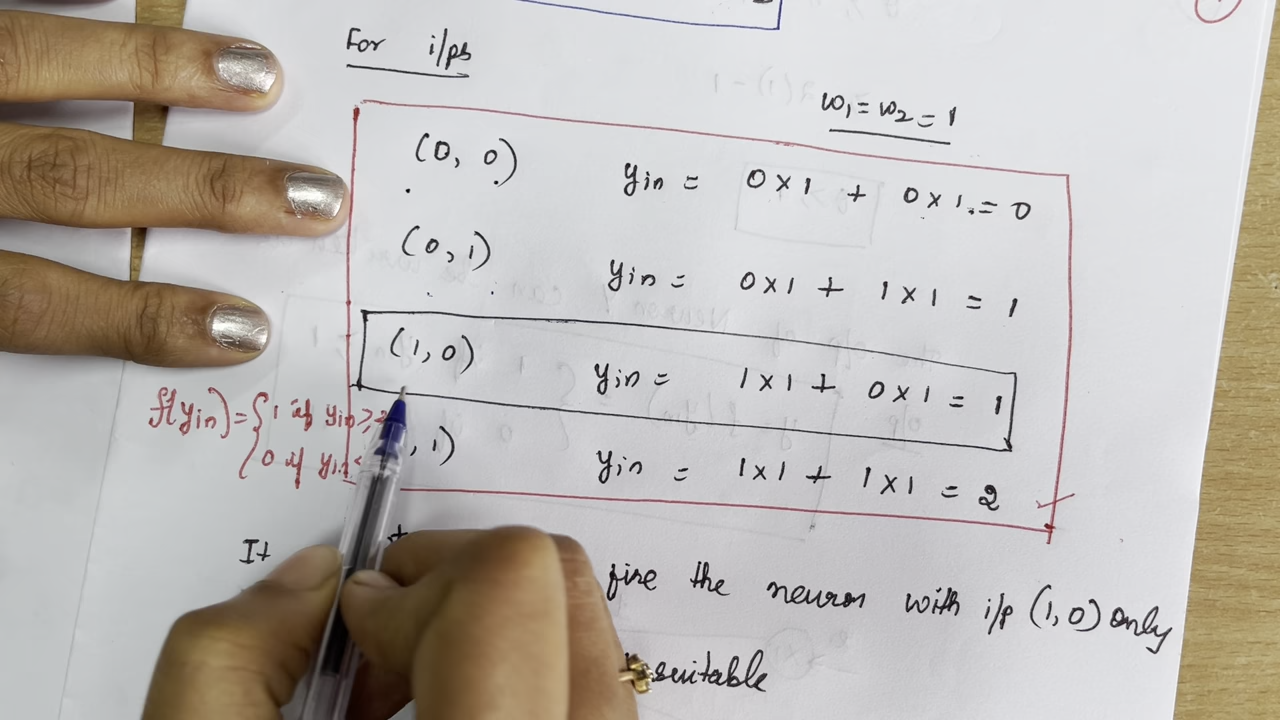 For i/ps
w₁ = w₂ = 1
(0, 0) yin = 0 x 1 + 0 x 1 = 0
(0, 1) yin = 0 x 1 + 1 x 1 = 1
(1, 0) yin = 1 x 1 + 0 x 1 = 1
f(yin) = { 1 if yin ≥
0 if yin
, 1) yin = 1 x 1 + 1 x 1 = 2 ✓
It fire the neuron with i/p (1, 0) only
suitable